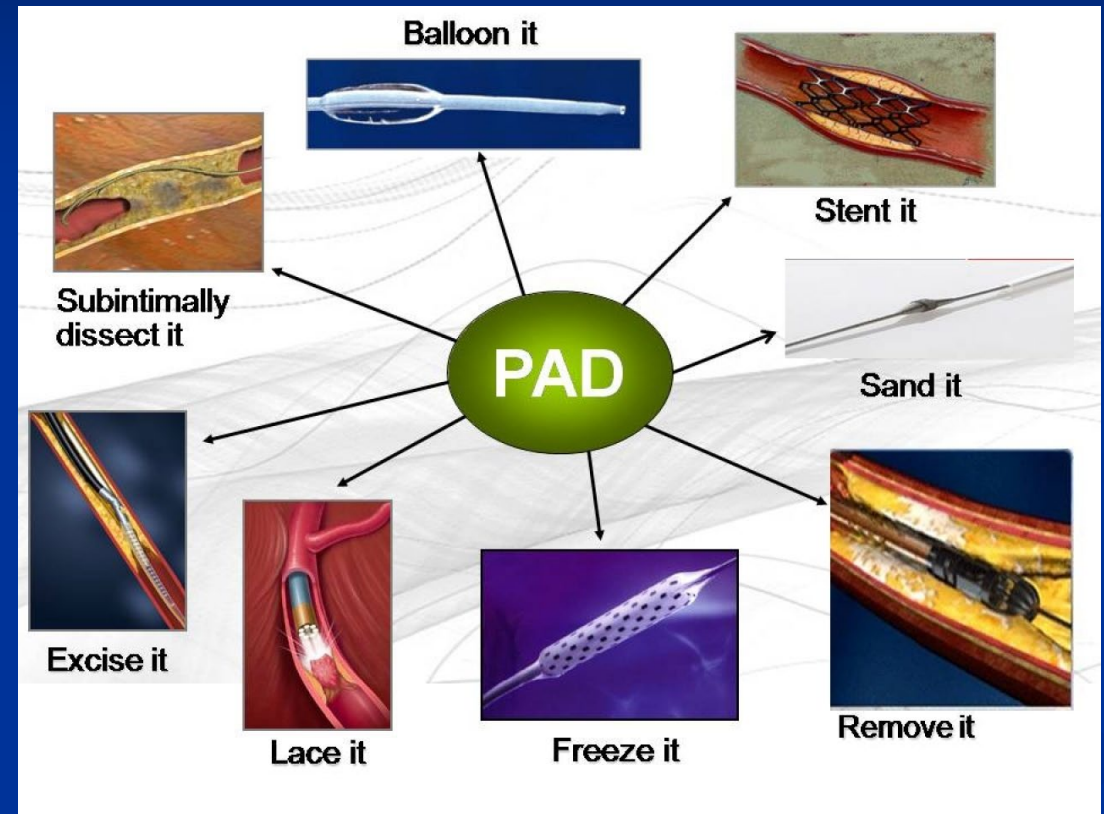 Balloon it
Stent it
Subintimally
dissect it
PAD
Sand it
Excise it
Lace it
Freeze it
Remove it